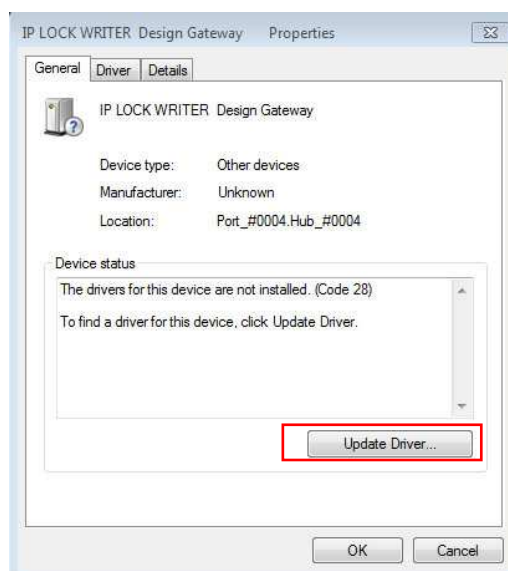 IP LOCK WRITER Design Gateway Properties
General Driver Details
IP LOCK WRITER Design Gateway
Device type: Other devices
Manufacturer: Unknown
Location: Port_#0004.Hub_#0004
Device status
The drivers for this device are not installed. (Code 28)
To find a driver for this device, click Update Driver.
Update Driver...
OK Cancel